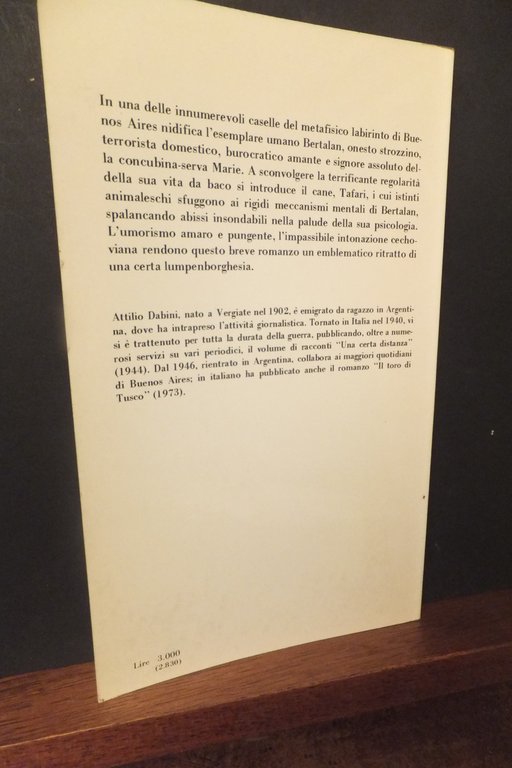 In una delle innumerevoli caselle del metafisico labirinto di Bue-
nos Aires nidifica l'esemplare umano Bertalan, onesto strozzino,
terrorista domestico, burocratico amante e signore assoluto del-
la concubina-serva Marie. A sconvolgere la terrificante regolarità
della sua vita da baco si introduce il cane, Tafari, i cui istinti
animaleschi sfuggono ai rigidi meccanismi mentali di Bertalan,
spalancando abissi insondabili nella palude della sua psicologia.
L'umorismo amaro e pungente, l'impassibile intonazione cecho-
viana rendono questo breve romanzo un emblematico ritratto di
una certa lumpenborghesia.
Attilio Dabini, nato a Vergiate nel 1902, è emigrato da ragazzo in Argenti-
na, dove ha intrapreso l'attività giornalistica. Tornato in Italia nel 1940, vi
si è trattenuto per tutta la durata della guerra, pubblicando, oltre a nume-
rosi servizi su vari periodici, il volume di racconti "Una certa distanza"
(1944). Dal 1946, rientrato in Argentina, collabora ai maggiori quotidiani
di Buenos Aires; in italiano ha pubblicato anche il romanzo "Il toro di
Tusco" (1973).
Lire 3.000
(2.830)